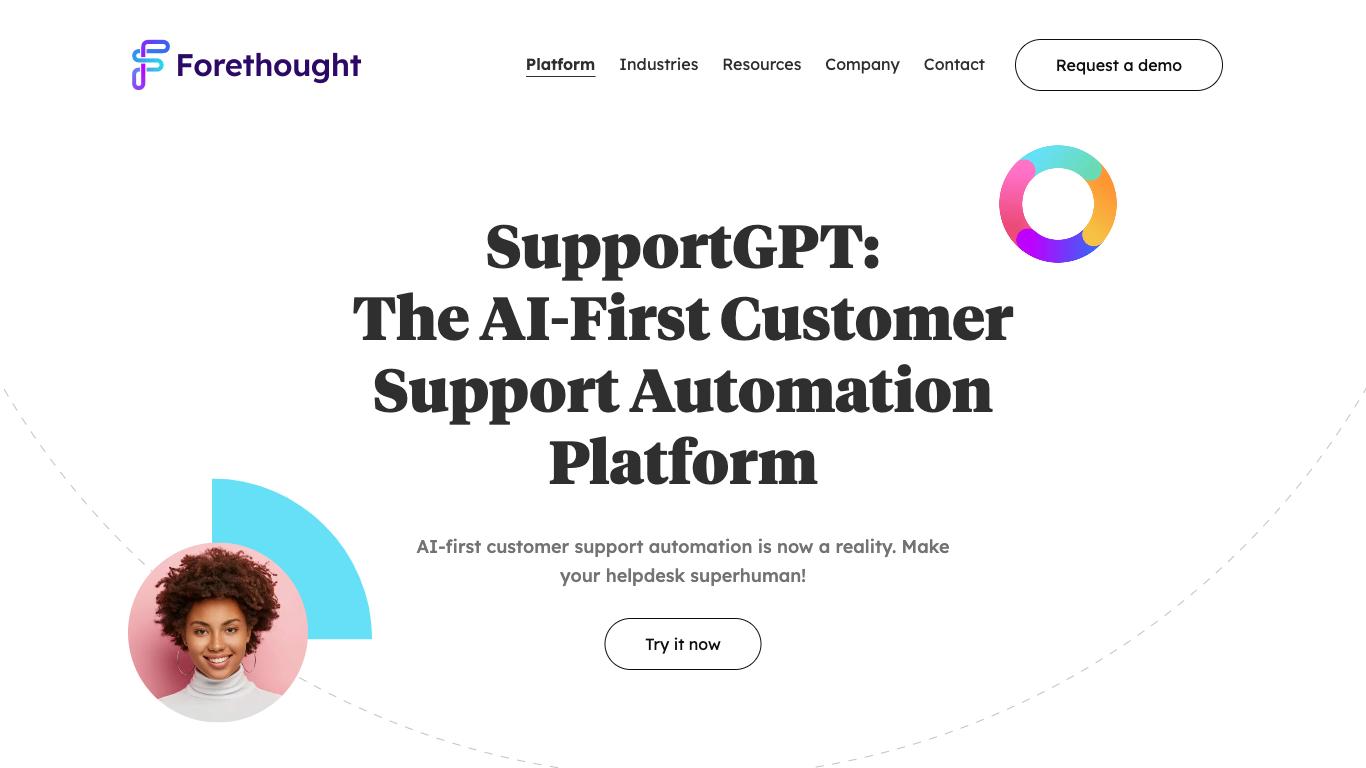 Forethought
Platform Industries Resources Company Contact Request a demo
SupportGPT:
The AI-First Customer
Support Automation
Platform
AI-first customer support automation is now a reality. Make
your helpdesk superhuman!
Try it now